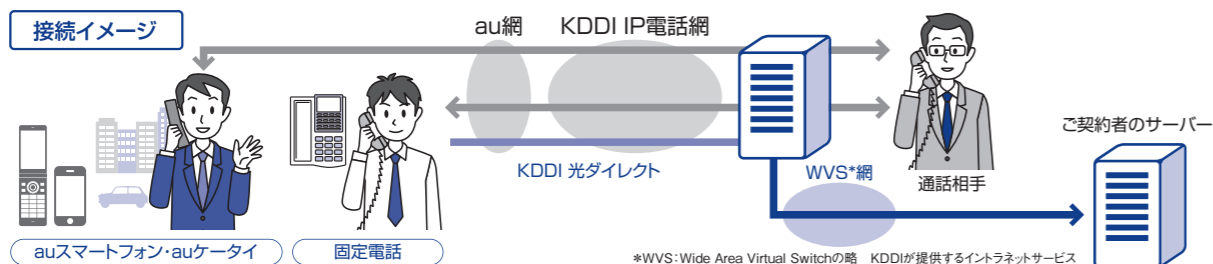 接続イメージ
au網
KDDI IP電話網
ご契約者のサーバー
KDDI 光ダイレクト
WVS*網
通話相手
auスマートフォン・auケータイ
固定電話
*WVS:Wide Area Virtual Switchの略 KDDIが提供するイントラネットサービス